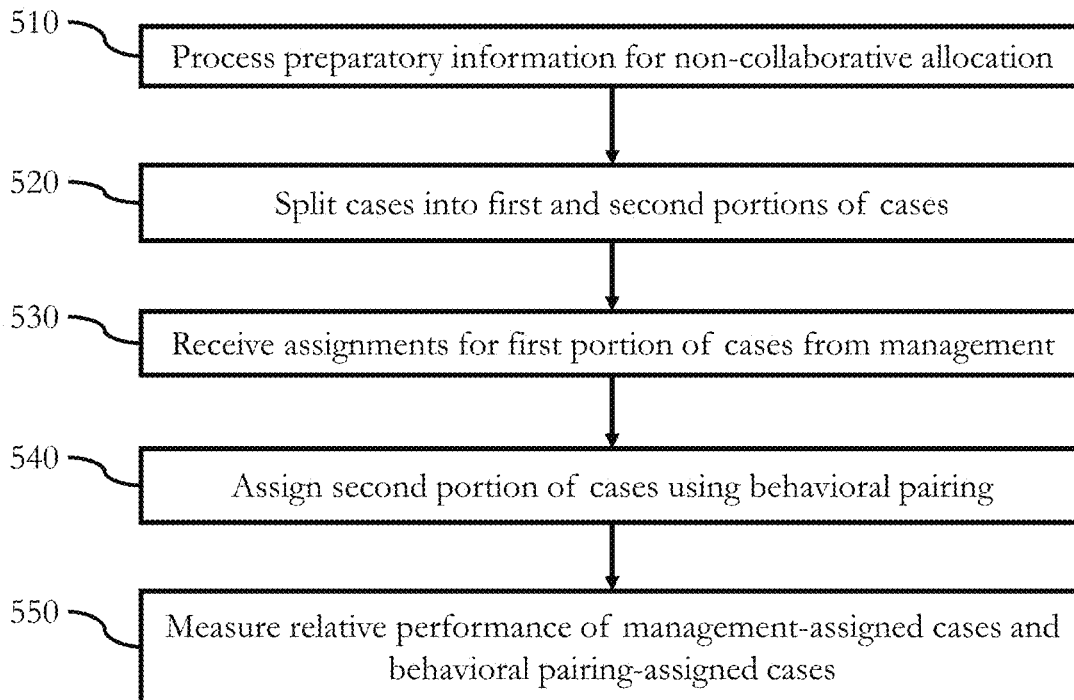 510
Process preparatory information for non-collaborative allocation
520
Split cases into first and second portions of cases
530
Receive assignments for first portion of cases from management
540
Assign second portion of cases using behavioral pairing
550
Measure relative performance of management-assigned cases and
behavioral pairing-assigned cases